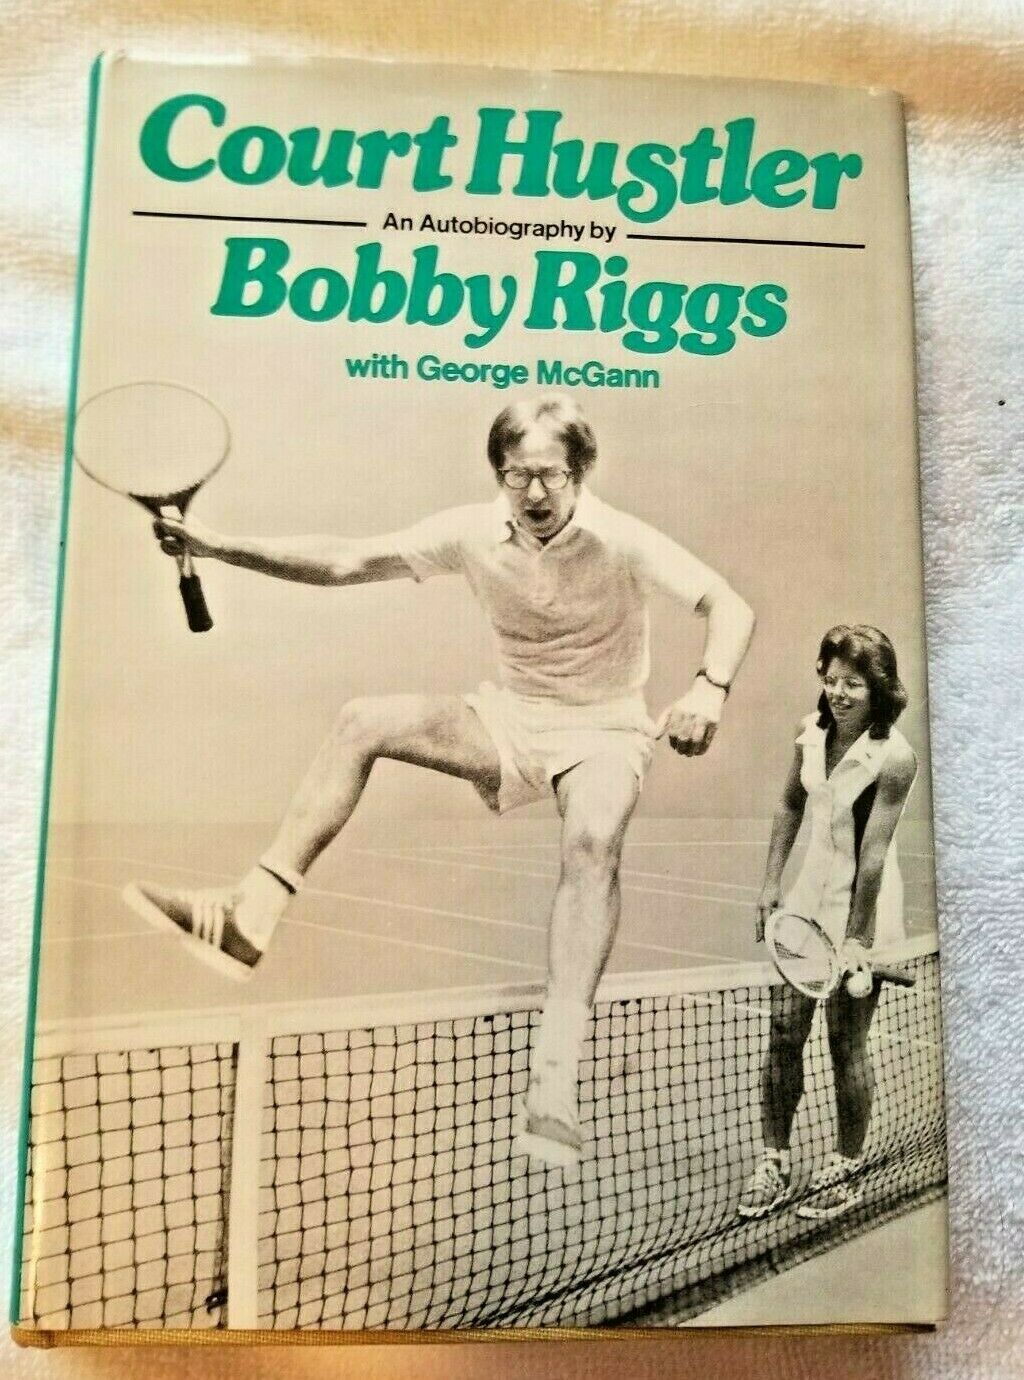 Court Hustler
An Autobiography by
Bobby Riggs
with George McGann